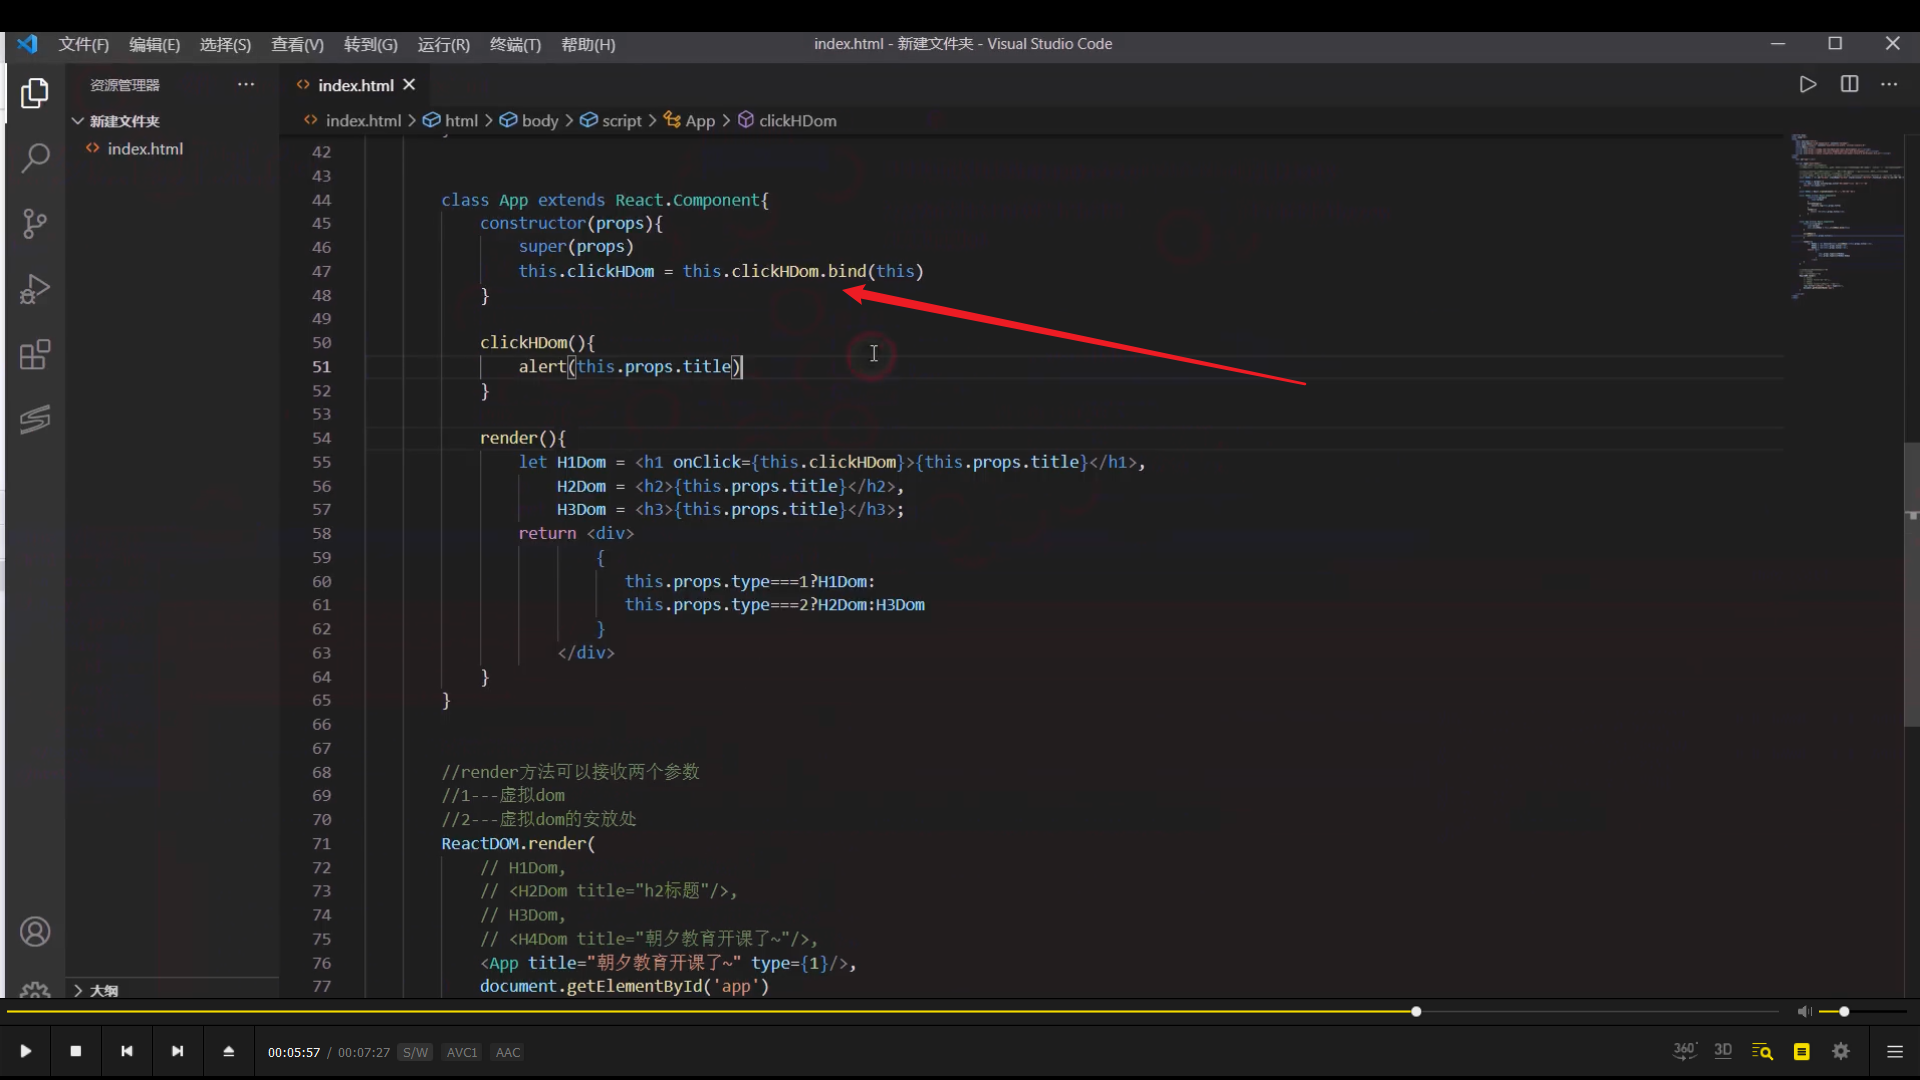 文件(F) 编辑(E) 选择(S) 查看(V) 转到(G) 运行(R) 终端(T) 帮助(H) index.html - 新建文件夹 - Visual Studio Code
资源管理器 ··· <> index.html ✕
index.html > html > body > script > App > clickHDom
新建文件夹
<> index.html
42
43
44 class App extends React.Component{
45 constructor(props){
46 super(props)
47 this.clickHDom = this.clickHDom.bind(this)
48 }
49
50 clickHDom(){
51 alert(this.props.title)
52 }
53
54 render(){
55 let H1Dom = <h1 onClick={this.clickHDom}>{this.props.title}</h1>,
56 H2Dom = <h2>{this.props.title}</h2>,
57 H3Dom = <h3>{this.props.title}</h3>;
58 return <div>
59 {
60 this.props.type===1?H1Dom:
61 this.props.type===2?H2Dom:H3Dom
62 }
63 </div>
64 }
65 }
66
67
68 //render方法可以接收两个参数
69 //1---虚拟dom
70 //2---虚拟dom的安放处
71 ReactDOM.render(
72 // H1Dom,
73 // <H2Dom title="h2标题"/>,
74 // H3Dom,
75 // <H4Dom title="朝夕教育开课了~"/>,
76 <App title="朝夕教育开课了~" type={1}/>,
77 document.getElementById('app')
大纲
00:05:57 / 00:07:27 S/W AVC1 AAC 360° 3D